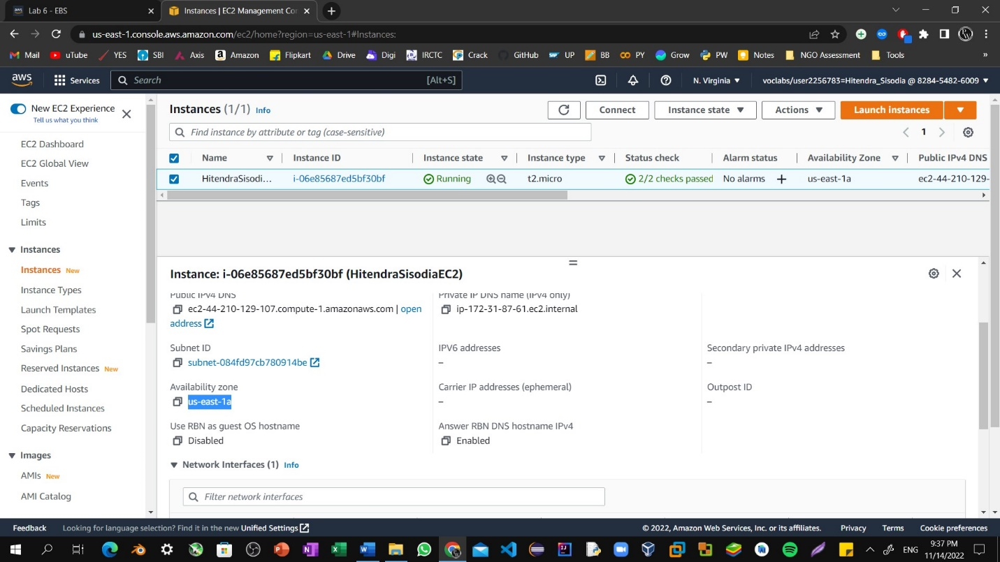 Lab 6 - EBS
Instances | EC2 Management Con
us-east-1.console.aws.amazon.com/ec2/home?region=us-east-1#Instances:
Mail uTube YES SBI Axis Amazon Flipkart Drive Digi IRCTC Crack GitHub UP BB PY Grow PW Notes NGO Assessment Tools »
aws Services Search [Alt+S] N. Virginia voclabs/user2256783=Hitendra_Sisodia @ 8284-5482-6009
New EC2 Experience
Tell us what you think
EC2 Dashboard
EC2 Global View
Events
Tags
Limits
Instances
Instances New
Instance Types
Launch Templates
Spot Requests
Savings Plans
Reserved Instances New
Dedicated Hosts
Scheduled Instances
Capacity Reservations
Images
AMIs New
AMI Catalog
Instances (1/1) Info
Connect Instance state Actions Launch instances
Find instance by attribute or tag (case-sensitive)
1
Name Instance ID Instance state Instance type Status check Alarm status Availability Zone Public IPv4 DNS
HitendraSisodi... i-06e85687ed5bf30bf Running t2.micro 2/2 checks passed No alarms + us-east-1a ec2-44-210-129-
Instance: i-06e85687ed5bf30bf (HitendraSisodiaEC2)
Public IPv4 DNS
ec2-44-210-129-107.compute-1.amazonaws.com | open
address
Private IP DNS name (IPv4 only)
ip-172-31-87-61.ec2.internal
Subnet ID
subnet-084fd97cb780914be
IPV6 addresses
–
Secondary private IPv4 addresses
–
Availability zone
us-east-1a
Carrier IP addresses (ephemeral)
–
Outpost ID
–
Use RBN as guest OS hostname
Disabled
Answer RBN DNS hostname IPv4
Enabled
Network Interfaces (1) Info
Filter network interfaces
Feedback Looking for language selection? Find it in the new Unified Settings © 2022, Amazon Web Services, Inc. or its affiliates. Privacy Terms Cookie preferences
ENG
9:37 PM
11/14/2022